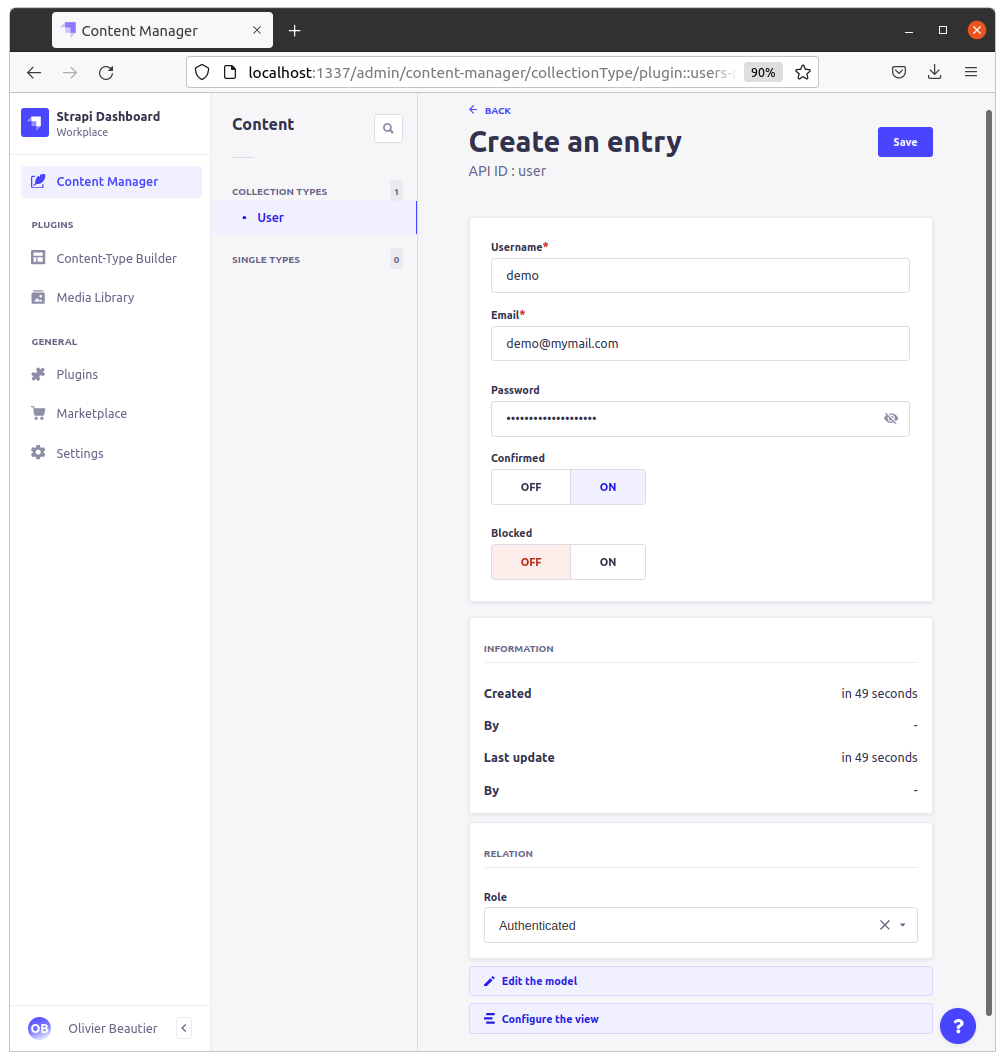 Content Manager
localhost:1337/admin/content-manager/collectionType/plugin::users-
90%
Strapi Dashboard
Workplace
Content Manager
PLUGINS
Content-Type Builder
Media Library
GENERAL
Plugins
Marketplace
Settings
OB Olivier Beautier
Content
COLLECTION TYPES 1
• User
SINGLE TYPES 0
BACK
Create an entry
API ID : user
Save
Username*
demo
Email*
demo@mymail.com
Password
••••••••••••••••••••
Confirmed
OFF ON
Blocked
OFF ON
INFORMATION
Created in 49 seconds
By -
Last update in 49 seconds
By -
RELATION
Role
Authenticated
Edit the model
Configure the view
?